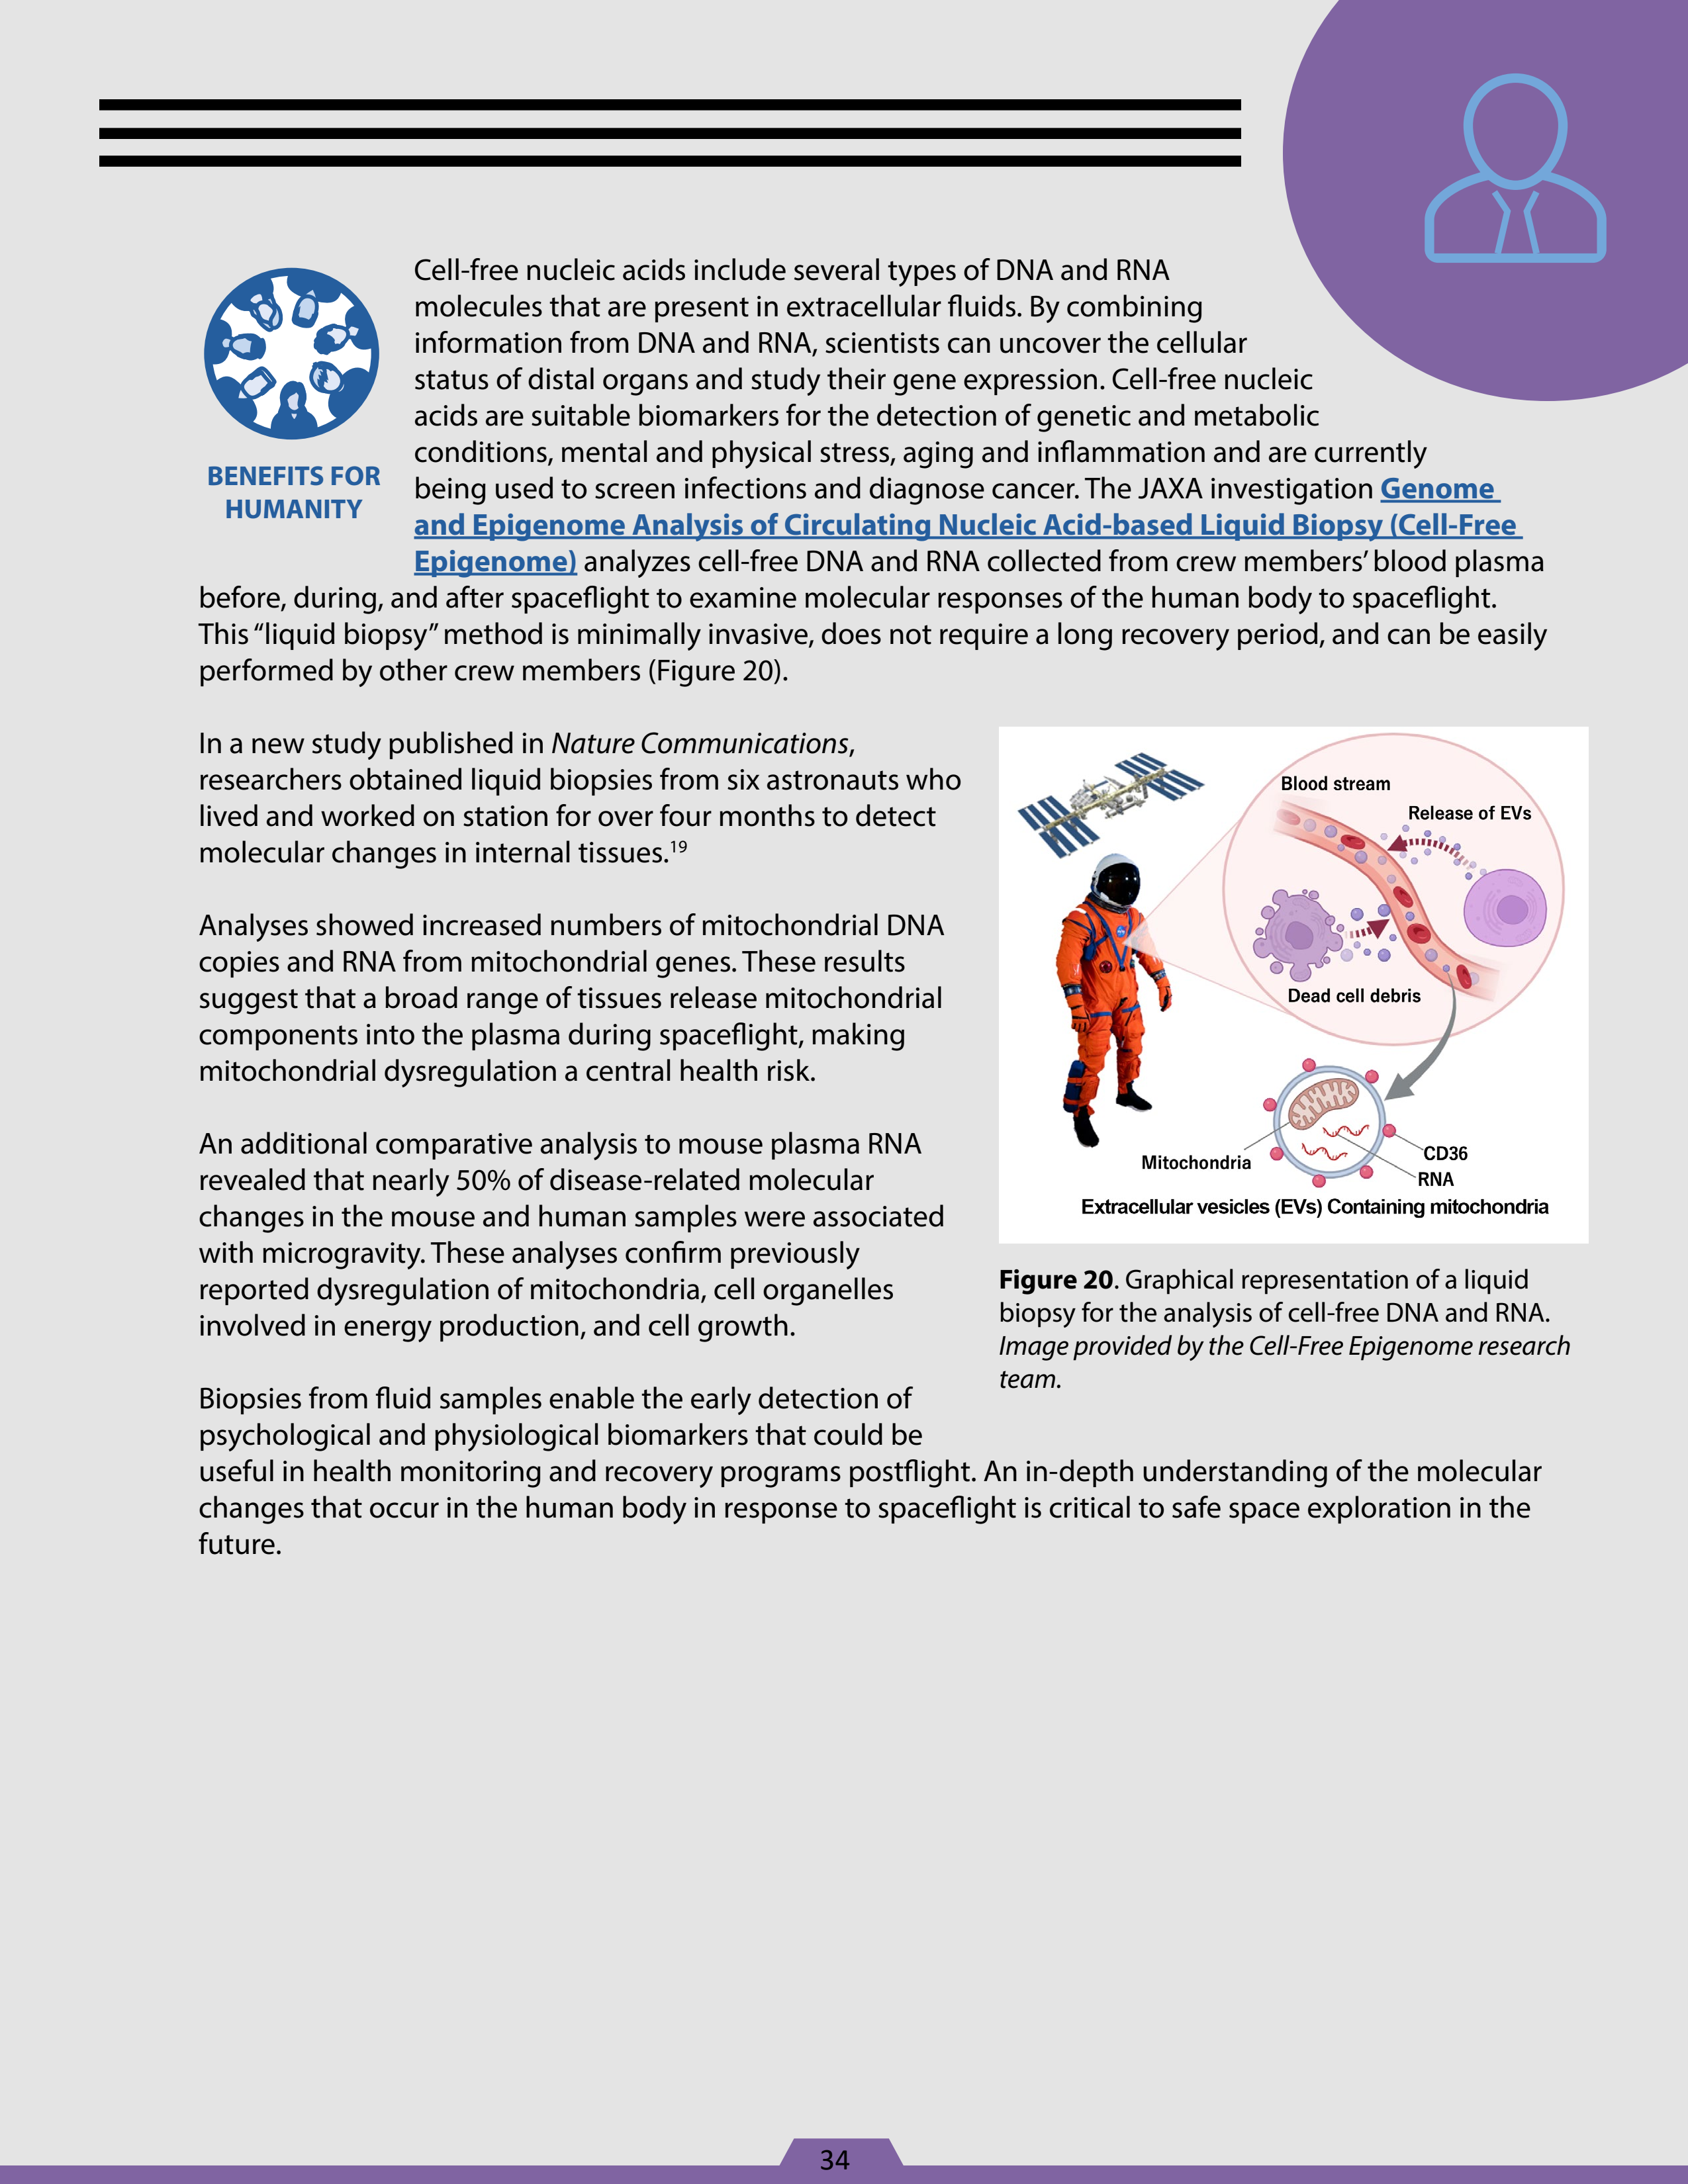 Cell-free nucleic acids include several types of DNA and RNA
molecules that are present in extracellular fluids. By combining
information from DNA and RNA, scientists can uncover the cellular
status of distal organs and study their gene expression. Cell-free nucleic
acids are suitable biomarkers for the detection of genetic and metabolic
conditions, mental and physical stress, aging and inflammation and are currently
being used to screen infections and diagnose cancer. The JAXA investigation Genome
and Epigenome Analysis of Circulating Nucleic Acid-based Liquid Biopsy (Cell-Free
Epigenome) analyzes cell-free DNA and RNA collected from crew members’ blood plasma
before, during, and after spaceflight to examine molecular responses of the human body to spaceflight.
This “liquid biopsy” method is minimally invasive, does not require a long recovery period, and can be easily
performed by other crew members (Figure 20).
BENEFITS FOR
HUMANITY
In a new study published in Nature Communications,
researchers obtained liquid biopsies from six astronauts who
lived and worked on station for over four months to detect
molecular changes in internal tissues.19
Analyses showed increased numbers of mitochondrial DNA
copies and RNA from mitochondrial genes. These results
suggest that a broad range of tissues release mitochondrial
components into the plasma during spaceflight, making
mitochondrial dysregulation a central health risk.
An additional comparative analysis to mouse plasma RNA
revealed that nearly 50% of disease-related molecular
changes in the mouse and human samples were associated
with microgravity. These analyses confirm previously
reported dysregulation of mitochondria, cell organelles
involved in energy production, and cell growth.
Biopsies from fluid samples enable the early detection of
psychological and physiological biomarkers that could be
useful in health monitoring and recovery programs postflight. An in-depth understanding of the molecular
changes that occur in the human body in response to spaceflight is critical to safe space exploration in the
future.
Blood stream
Release of EVs
Dead cell debris
Mitochondria
CD36
RNA
Extracellular vesicles (EVs) Containing mitochondria
Figure 20. Graphical representation of a liquid
biopsy for the analysis of cell-free DNA and RNA.
Image provided by the Cell-Free Epigenome research
team.
34